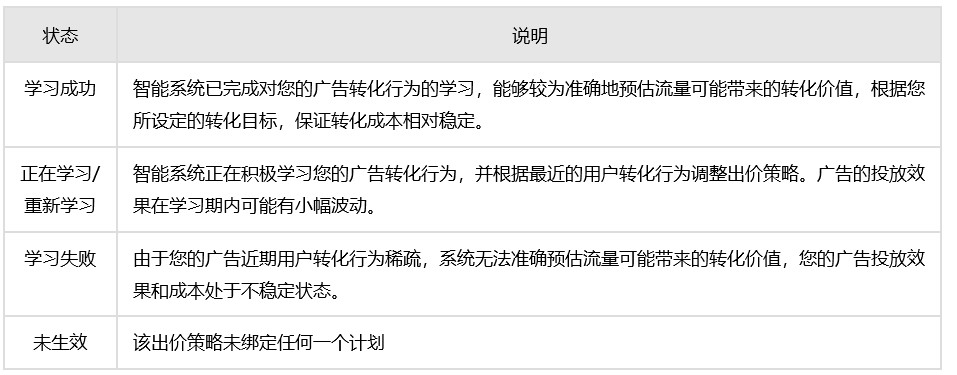 状态
说明
学习成功
智能系统已完成对您的广告转化行为的学习，能够较为准确地预估流量可能带来的转化价值，根据您
所设定的转化目标，保证转化成本相对稳定。
正在学习/
重新学习
智能系统正在积极学习您的广告转化行为，并根据最近的用户转化行为调整出价策略。广告的投放效
果在学习期内可能有小幅波动。
学习失败
由于您的广告近期用户转化行为稀疏，系统无法准确预估流量可能带来的转化价值，您的广告投放效
果和成本处于不稳定状态。
未生效
该出价策略未绑定任何一个计划